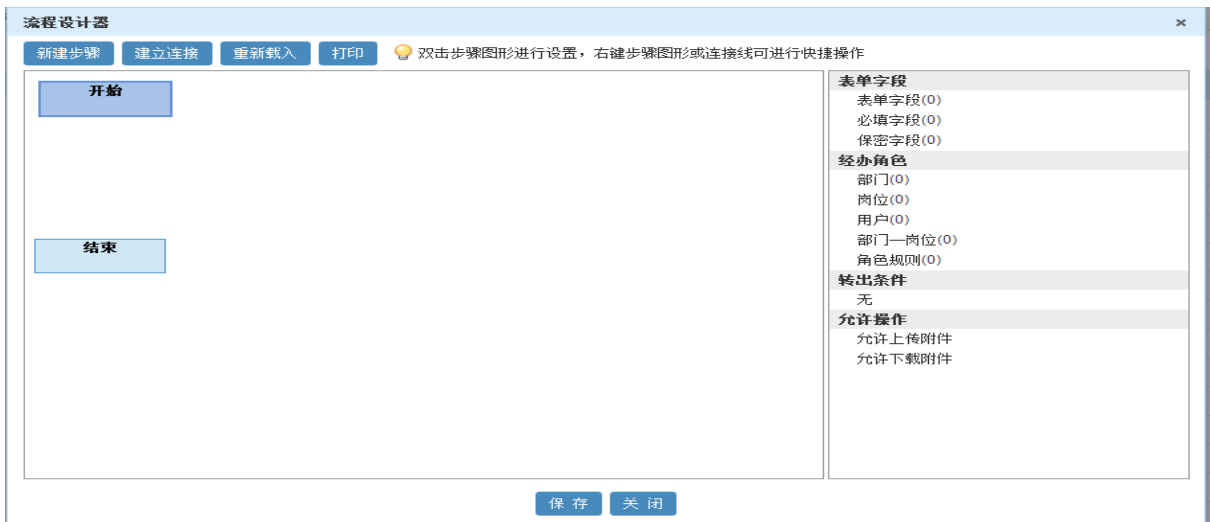 流程设计器
×
新建步骤 建立连接 重新载入 打印 双击步骤图形进行设置，右键步骤图形或连接线可进行快捷操作
开始
结束
表单字段
表单字段(0)
必填字段(0)
保密字段(0)
经办角色
部门(0)
岗位(0)
用户(0)
部门—岗位(0)
角色规则(0)
转出条件
无
允许操作
允许上传附件
允许下载附件
保 存 关 闭